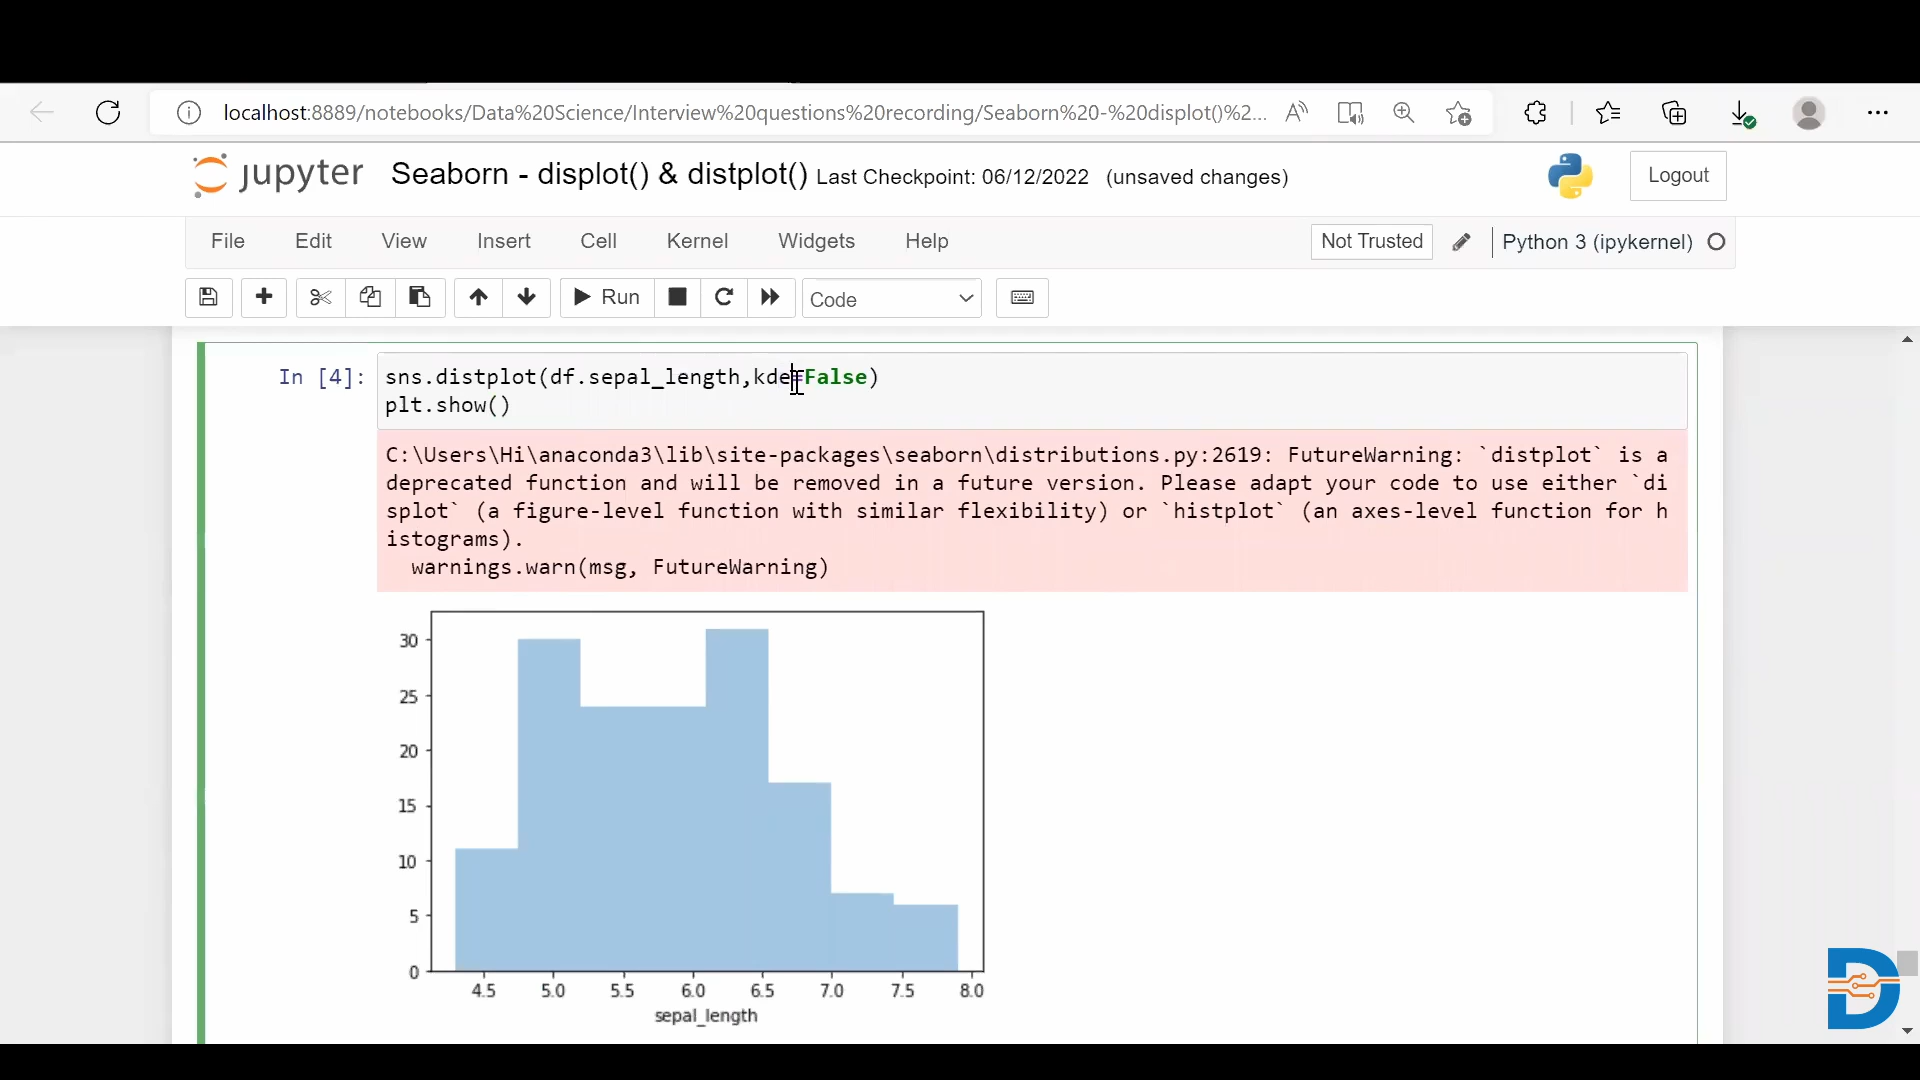 localhost:8889/notebooks/Data%20Science/Interview%20questions%20recording/Seaborn%20-%20displot()%2...
jupyter Seaborn - displot() & distplot() Last Checkpoint: 06/12/2022 (unsaved changes) Logout
File Edit View Insert Cell Kernel Widgets Help Not Trusted Python 3 (ipykernel)
Run Code
In [4]: sns.distplot(df.sepal_length,kde=False)
plt.show()
C:\Users\Hi\anaconda3\lib\site-packages\seaborn\distributions.py:2619: FutureWarning: `distplot` is a
deprecated function and will be removed in a future version. Please adapt your code to use either `di
splot` (a figure-level function with similar flexibility) or `histplot` (an axes-level function for h
istograms).
warnings.warn(msg, FutureWarning)
30
25
20
15
10
5
0
4.5 5.0 5.5 6.0 6.5 7.0 7.5 8.0
sepal_length